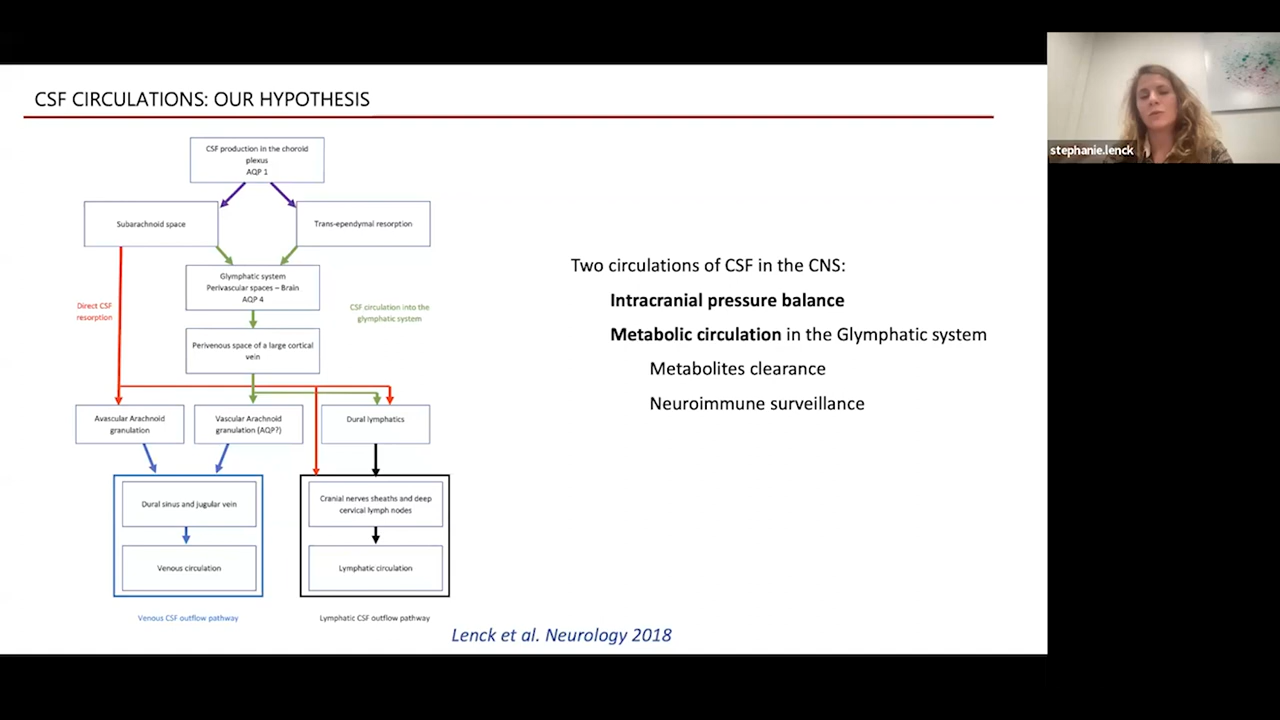 CSF CIRCULATIONS: OUR HYPOTHESIS
stephanie.lenck
CSF production in the choroid
plexus
AQP 1
Subarachnoid space
Trans-ependymal resorption
Glymphatic system
Perivascular spaces – Brain
AQP 4
Direct CSF
resorption
CSF circulation into the
glymphatic system
Perivenous space of a large cortical
vein
Avascular Arachnoid
granulation
Vascular Arachnoid
granulation (AQP?)
Dural lymphatics
Dural sinus and jugular vein
Cranial nerves sheaths and deep
cervical lymph nodes
Venous circulation
Lymphatic circulation
Venous CSF outflow pathway
Lymphatic CSF outflow pathway
Two circulations of CSF in the CNS:
Intracranial pressure balance
Metabolic circulation in the Glymphatic system
Metabolites clearance
Neuroimmune surveillance
Lenck et al. Neurology 2018